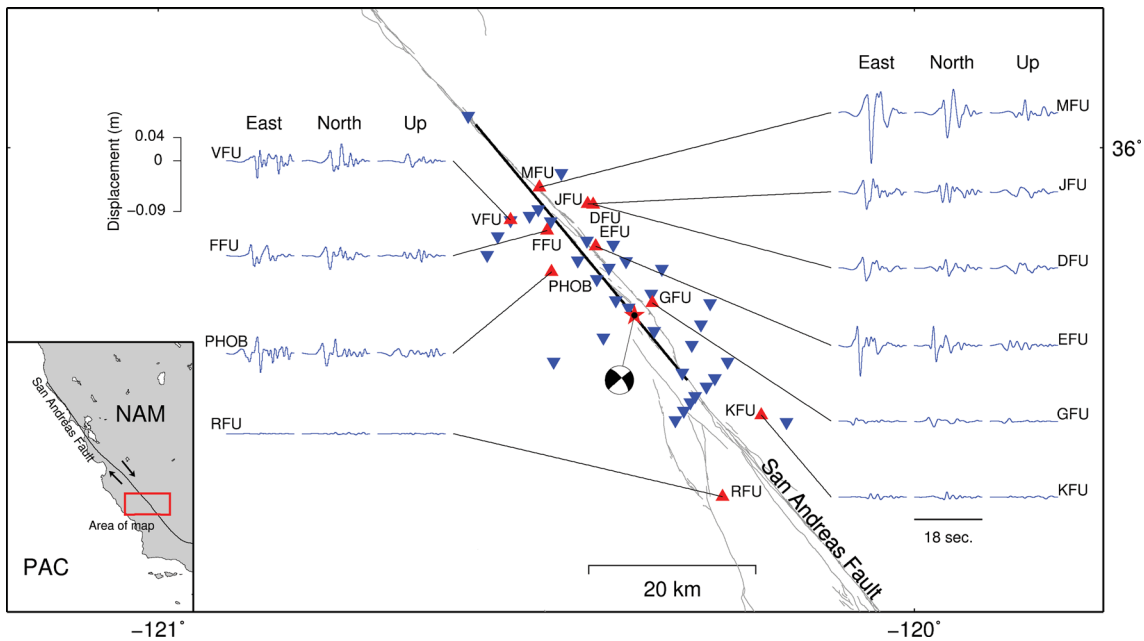 East North Up
MFU
JFU
DFU
EFU
GFU
KFU
18 sec.
36˚
Displacement (m)
0.04
0
−0.09
East North Up
VFU
FFU
PHOB
RFU
MFU
JFU
DFU
EFU
VFU
FFU
PHOB
GFU
KFU
RFU
San Andreas Fault
20 km
San Andreas Fault
NAM
Area of map
PAC
−121˚
−120˚